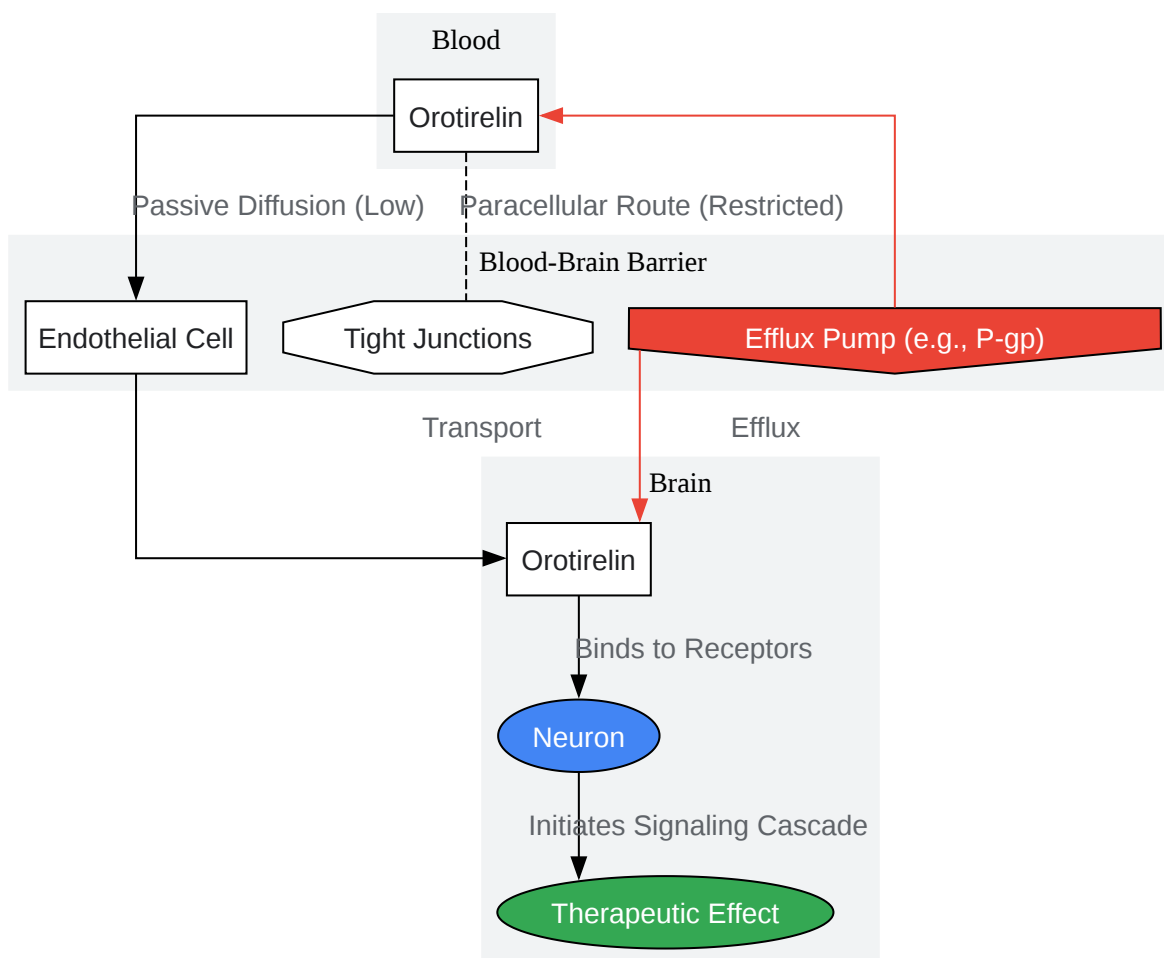 Blood
Orotirelin
Passive Diffusion (Low)
Paracellular Route (Restricted)
Blood-Brain Barrier
Endothelial Cell
Tight Junctions
Efflux Pump (e.g., P-gp)
Transport
Efflux
Brain
Orotirelin
Binds to Receptors
Neuron
Initiates Signaling Cascade
Therapeutic Effect